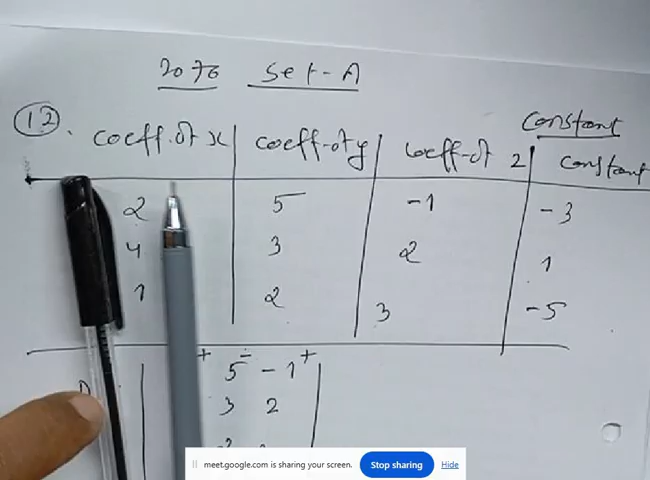 2076 Set-A
12. coeff. of x coeff-of y coeff-of z constant
constant
2 5 -1 -3
4 3 2 1
1 2 3 -5
+ - +
5 -1
D 3 2
meet.google.com is sharing your screen. Stop sharing Hide